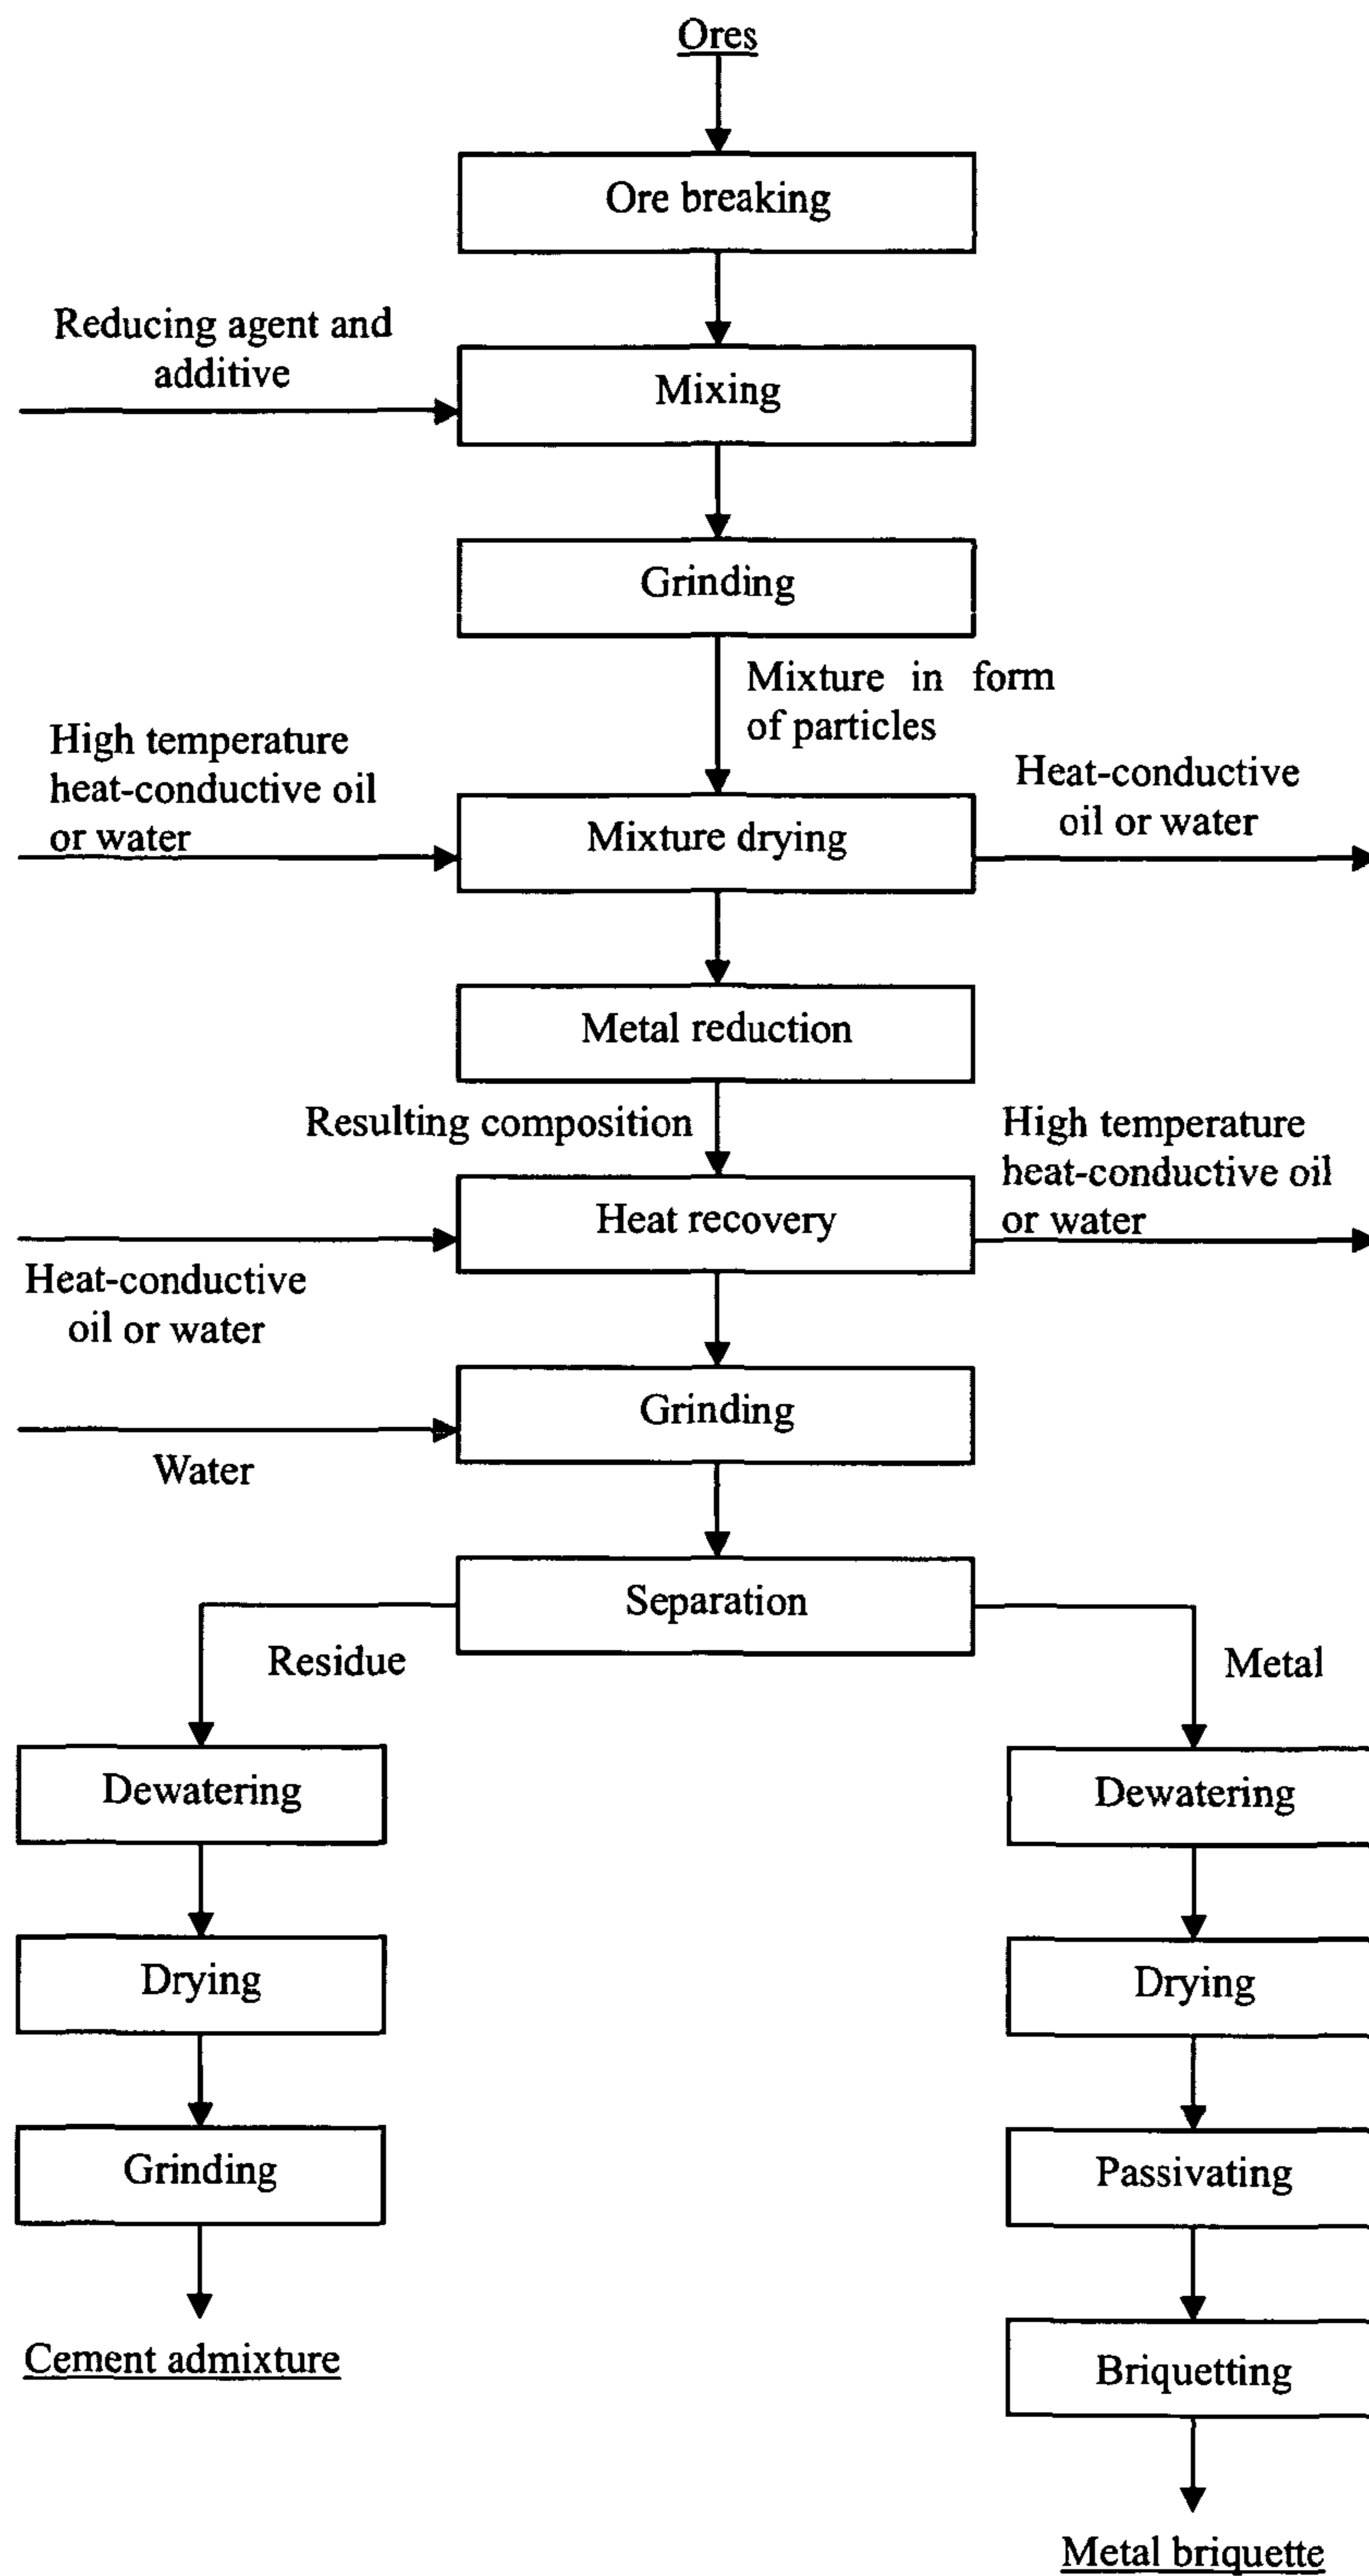 Ores
Ore breaking
Reducing agent and
additive
Mixing
Grinding
Mixture in form
of particles
High temperature
heat-conductive oil
or water
Mixture drying
Heat-conductive
oil or water
Metal reduction
Resulting composition
High temperature
heat-conductive oil
or water
Heat recovery
Heat-conductive
oil or water
Grinding
Water
Separation
Residue
Metal
Dewatering
Dewatering
Drying
Drying
Grinding
Passivating
Cement admixture
Briquetting
Metal briquette